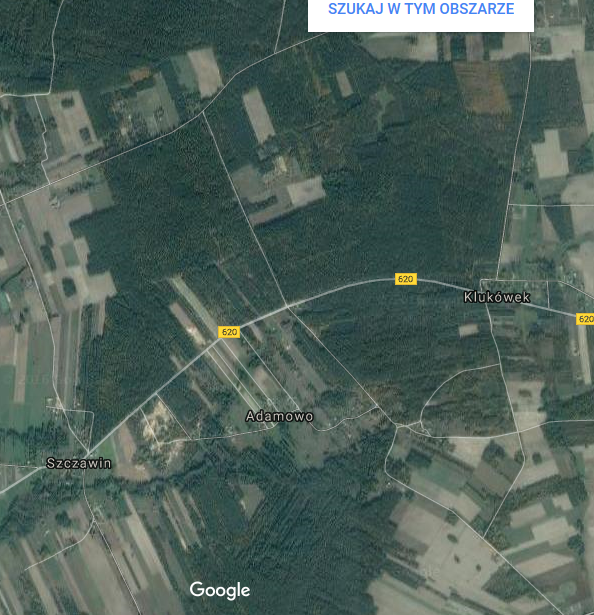 SZUKAJ W TYM OBSZARZE
620
Klukówek
620
620
Adamowo
Szczawin
Google